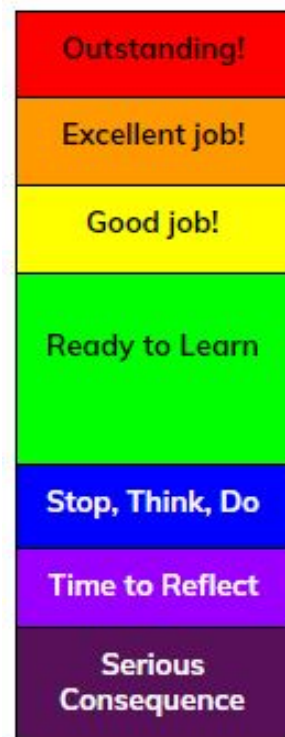 Outstanding!
Excellent job!
Good job!
Ready to Learn
Stop, Think, Do
Time to Reflect
Serious
Consequence